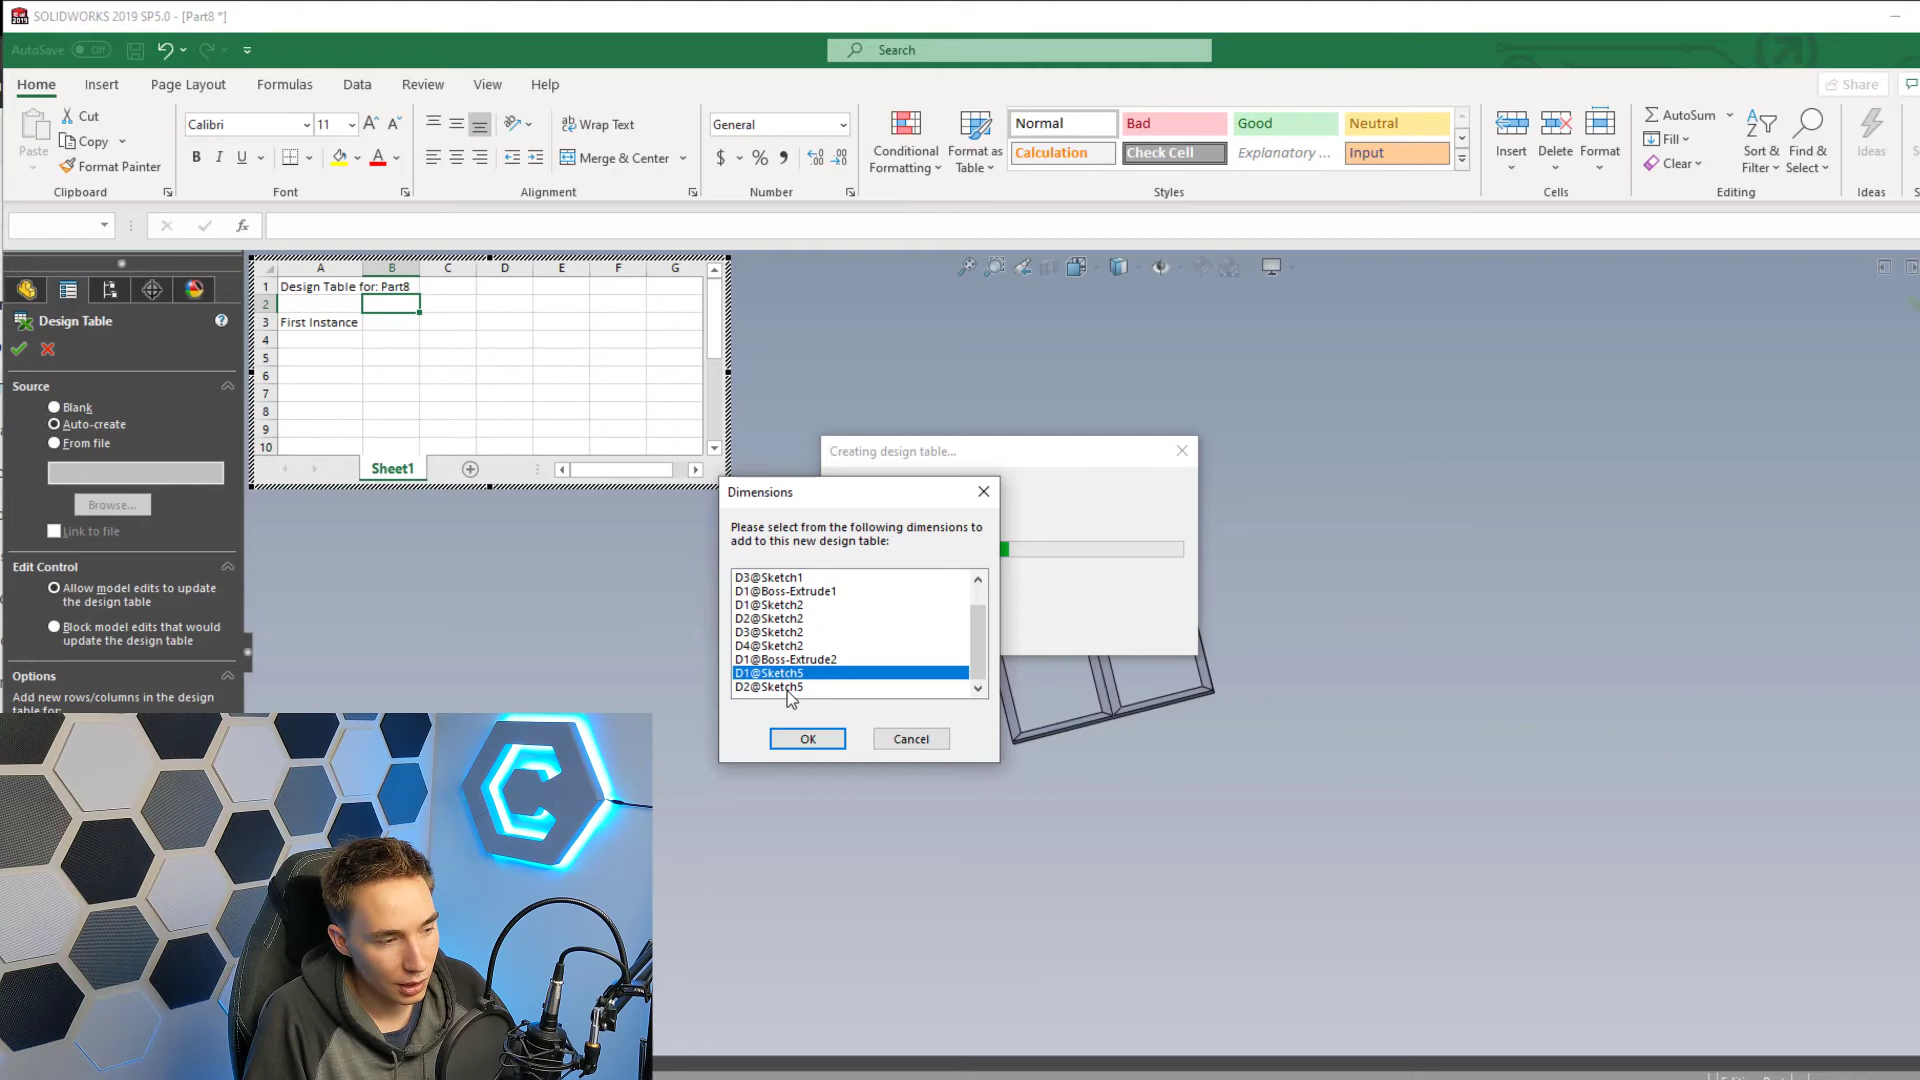 SOLIDWORKS 2019 SP5.0 - [Part8 *]
AutoSave Off
Search
Home Insert Page Layout Formulas Data Review View Help
Share
Paste
Cut
Copy
Format Painter
Clipboard
Calibri 11
B I U
Font
Wrap Text
Merge & Center
Alignment
General
$ % ,
Number
Conditional Formatting
Format as Table
Normal Bad Good Neutral
Calculation Check Cell Explanatory ... Input
Styles
Insert Delete Format
Cells
AutoSum
Fill
Clear
Sort & Filter
Find & Select
Editing
Ideas
Ideas
fx
A B C D E F G
1 Design Table for: Part8
2
3 First Instance
4
5
6
7
8
9
10
Sheet1
Design Table
Source
Blank
Auto-create
From file
Browse...
Link to file
Edit Control
Allow model edits to update
the design table
Block model edits that would
update the design table
Options
Add new rows/columns in the design
table for:
Creating design table...
Dimensions
Please select from the following dimensions to
add to this new design table:
D3@Sketch1
D1@Boss-Extrude1
D1@Sketch2
D2@Sketch2
D3@Sketch2
D4@Sketch2
D1@Boss-Extrude2
D1@Sketch5
D2@Sketch5
OK Cancel